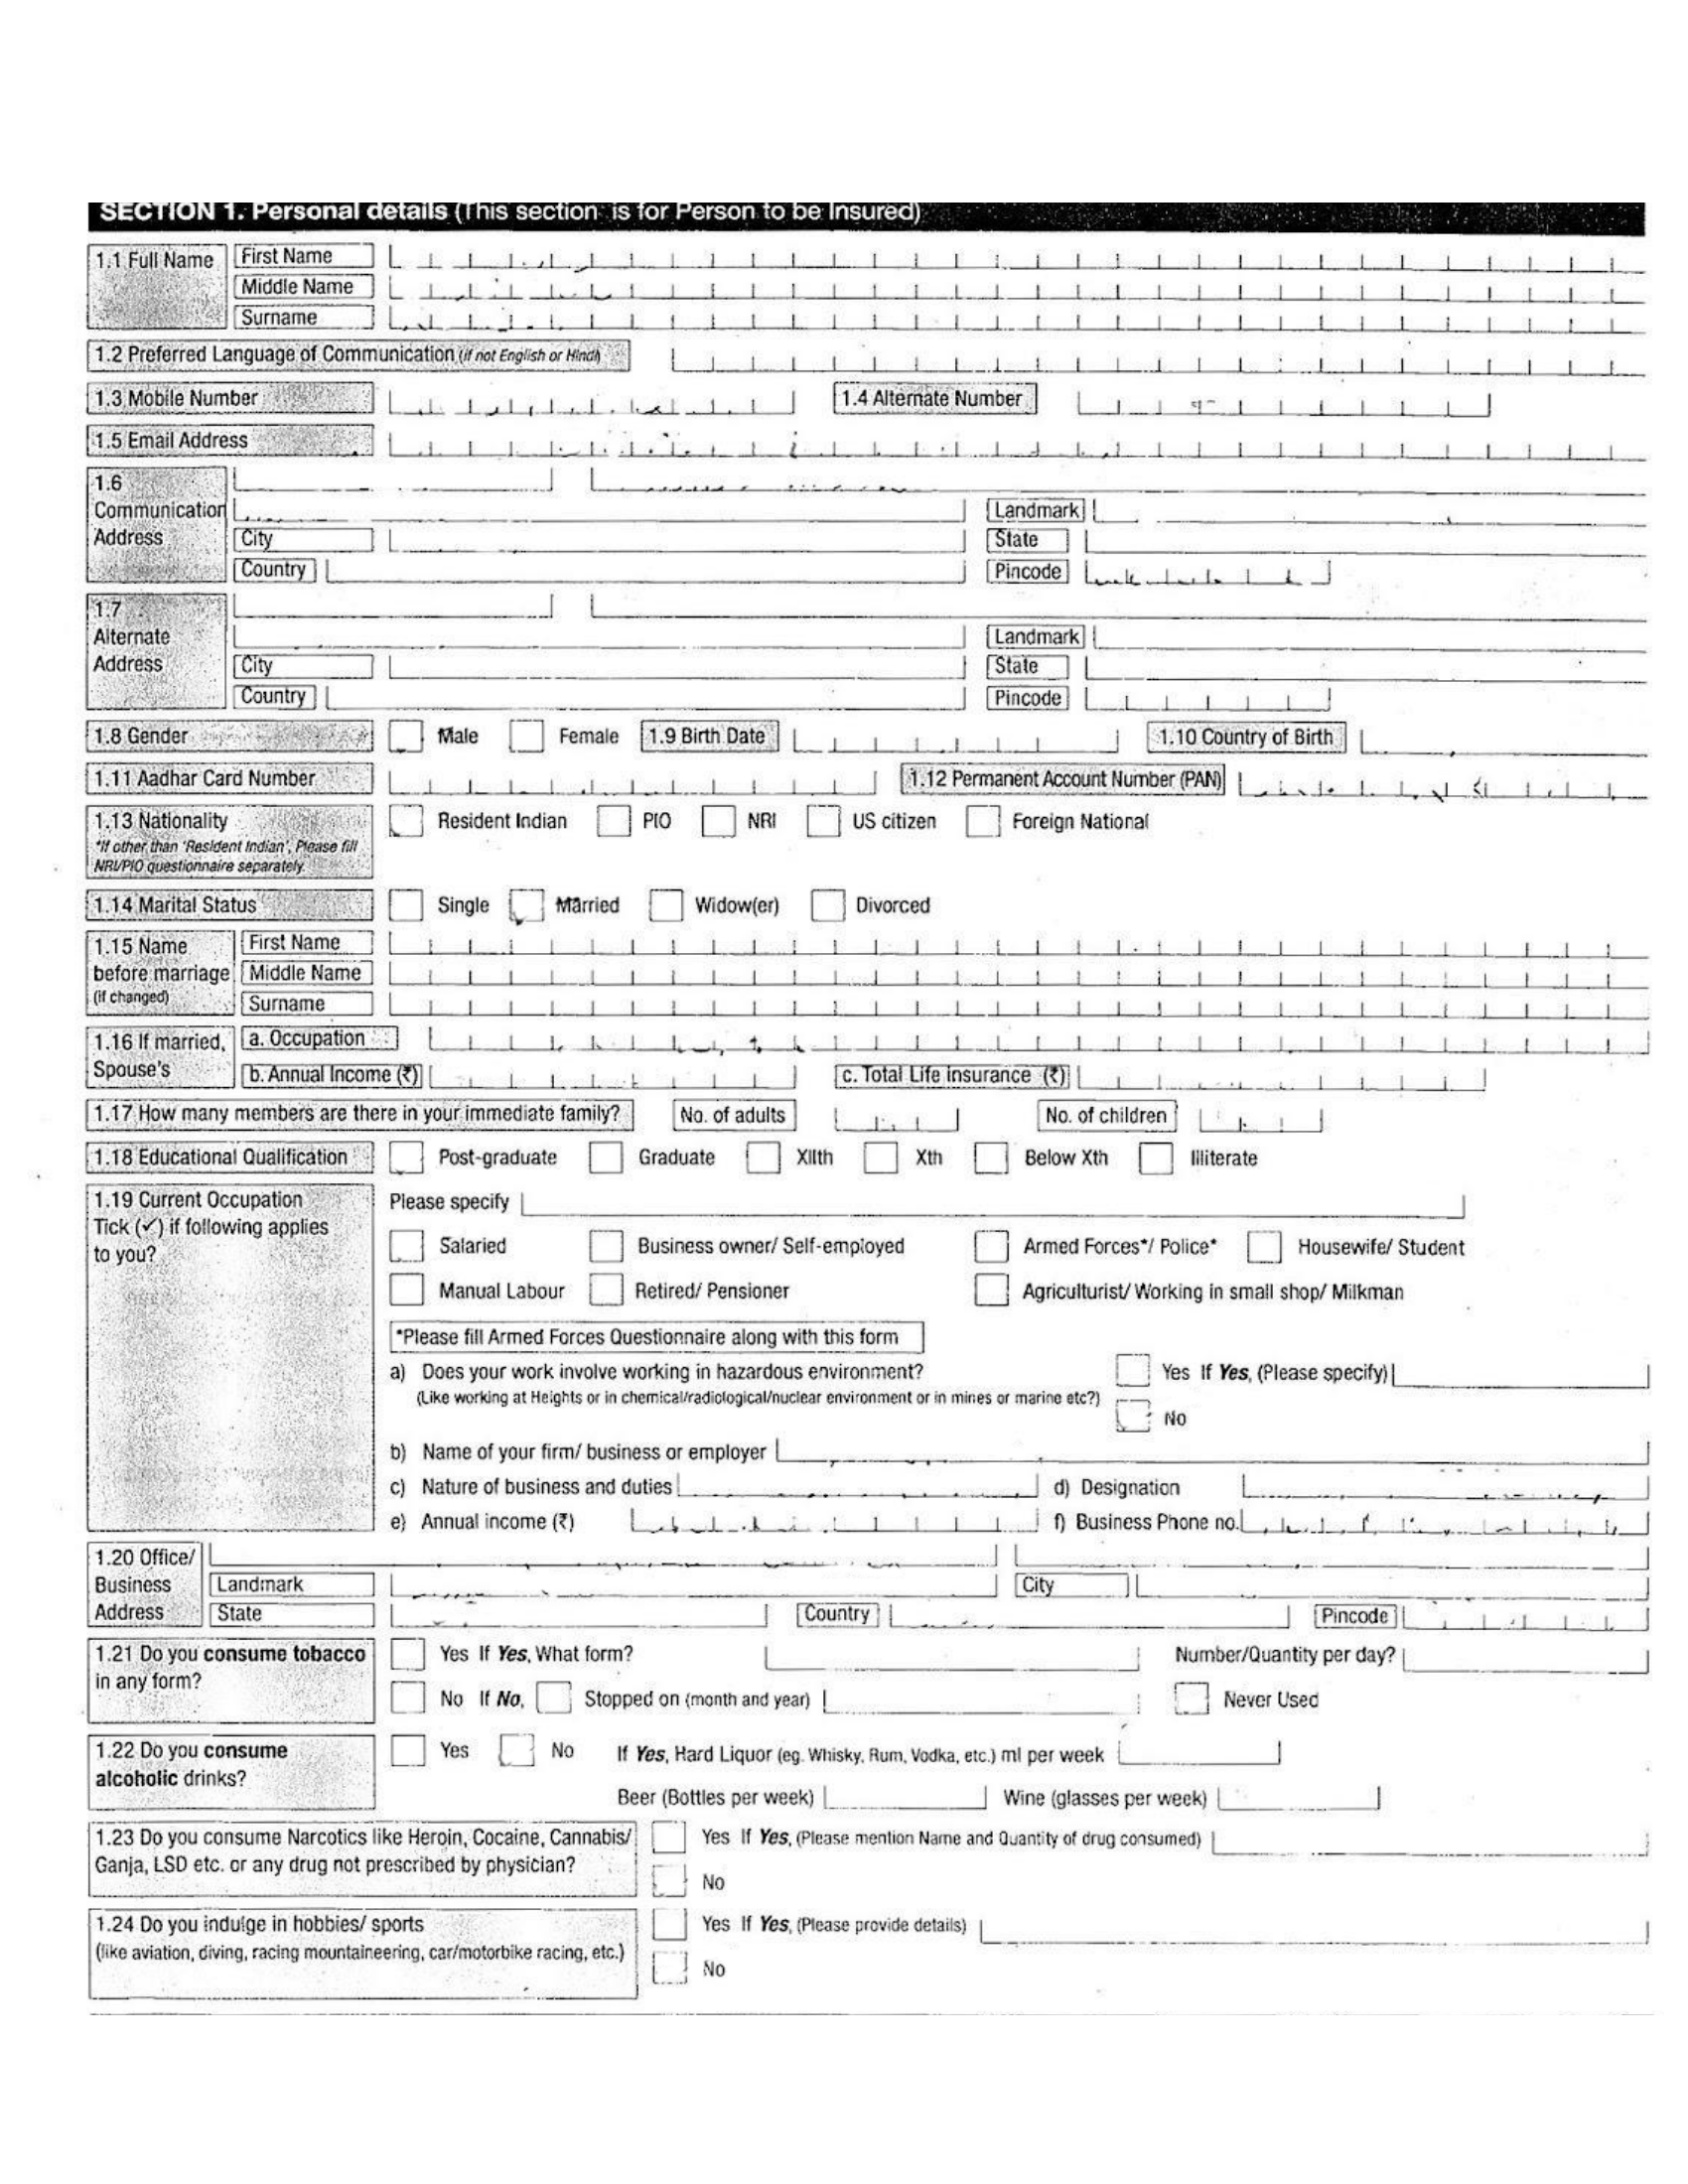 SECTION 1. Personal details (This section is for Person to be Insured)
1.1 Full Name First Name
Middle Name
Surname
1.2 Preferred Language of Communication (if not English or Hindi)
1.3 Mobile Number 1.4 Alternate Number
1.5 Email Address
1.6
Communication Landmark
Address City State
Country Pincode
1.7
Alternate Landmark
Address City State
Country Pincode
1.8 Gender Male Female 1.9 Birth Date 1.10 Country of Birth
1.11 Aadhar Card Number 1.12 Permanent Account Number (PAN)
1.13 Nationality Resident Indian PIO NRI US citizen Foreign National
*If other than 'Resident Indian', Please fill
NRI/PIO questionnaire separately.
1.14 Marital Status Single Married Widow(er) Divorced
1.15 Name First Name
before marriage Middle Name
(if changed) Surname
1.16 If married, a. Occupation
Spouse's b. Annual Income (₹) c. Total Life insurance (₹)
1.17 How many members are there in your immediate family? No. of adults No. of children
1.18 Educational Qualification Post-graduate Graduate XIIth Xth Below Xth Illiterate
1.19 Current Occupation Please specify
Tick (✓) if following applies
to you? Salaried Business owner/ Self-employed Armed Forces*/ Police* Housewife/ Student
Manual Labour Retired/ Pensioner Agriculturist/ Working in small shop/ Milkman
*Please fill Armed Forces Questionnaire along with this form
a) Does your work involve working in hazardous environment? Yes If Yes, (Please specify)
(Like working at Heights or in chemical/radiological/nuclear environment or in mines or marine etc?)
No
b) Name of your firm/ business or employer
c) Nature of business and duties d) Designation
e) Annual income (₹) f) Business Phone no.
1.20 Office/
Business Landmark City
Address State Country Pincode
1.21 Do you consume tobacco Yes If Yes, What form? Number/Quantity per day?
in any form?
No If No, Stopped on (month and year) Never Used
1.22 Do you consume Yes No If Yes, Hard Liquor (eg. Whisky, Rum, Vodka, etc.) ml per week
alcoholic drinks?
Beer (Bottles per week) Wine (glasses per week)
1.23 Do you consume Narcotics like Heroin, Cocaine, Cannabis/ Yes If Yes, (Please mention Name and Quantity of drug consumed)
Ganja, LSD etc. or any drug not prescribed by physician?
No
1.24 Do you indulge in hobbies/ sports Yes If Yes, (Please provide details)
(like aviation, diving, racing mountaineering, car/motorbike racing, etc.)
No